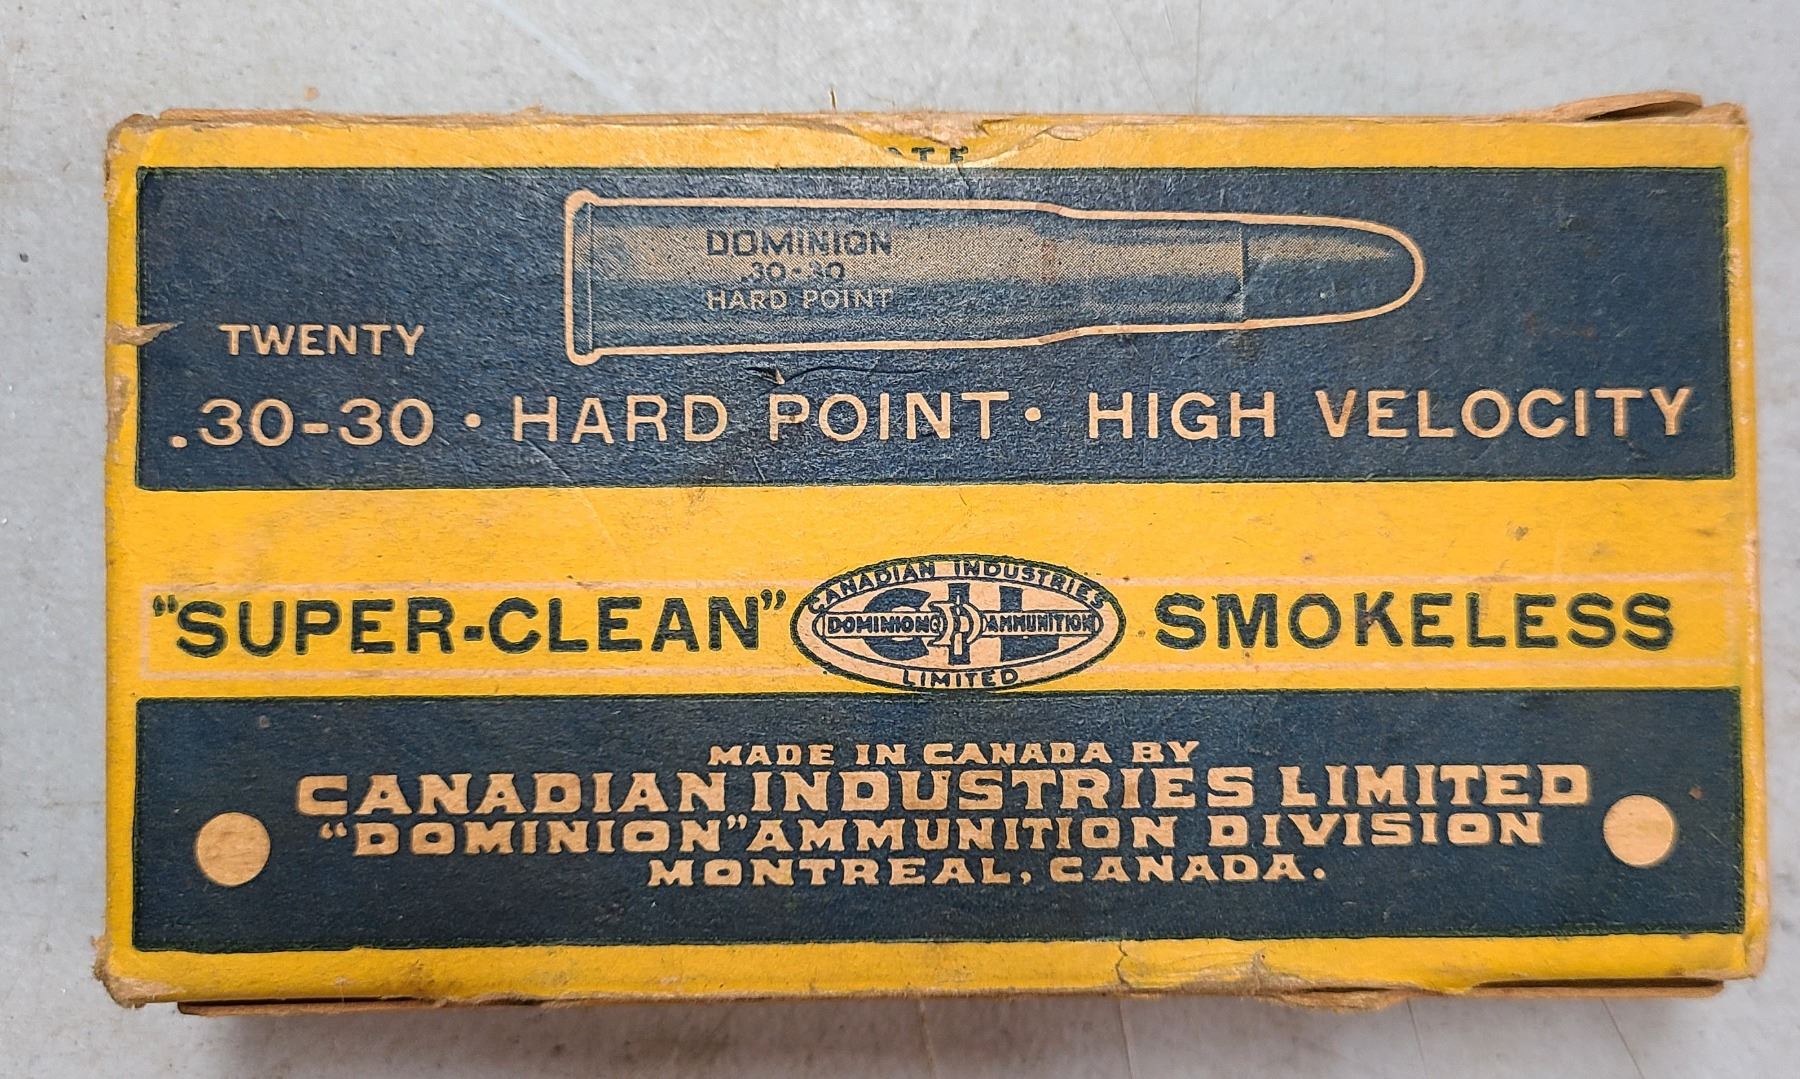 DOMINION
.30-30
HARD POINT
TWENTY
.30-30 • HARD POINT • HIGH VELOCITY
"SUPER-CLEAN" SMOKELESS
CANADIAN INDUSTRIES
CIL
DOMINION AMMUNITION
LIMITED
MADE IN CANADA BY
CANADIAN INDUSTRIES LIMITED
"DOMINION" AMMUNITION DIVISION
MONTREAL, CANADA.